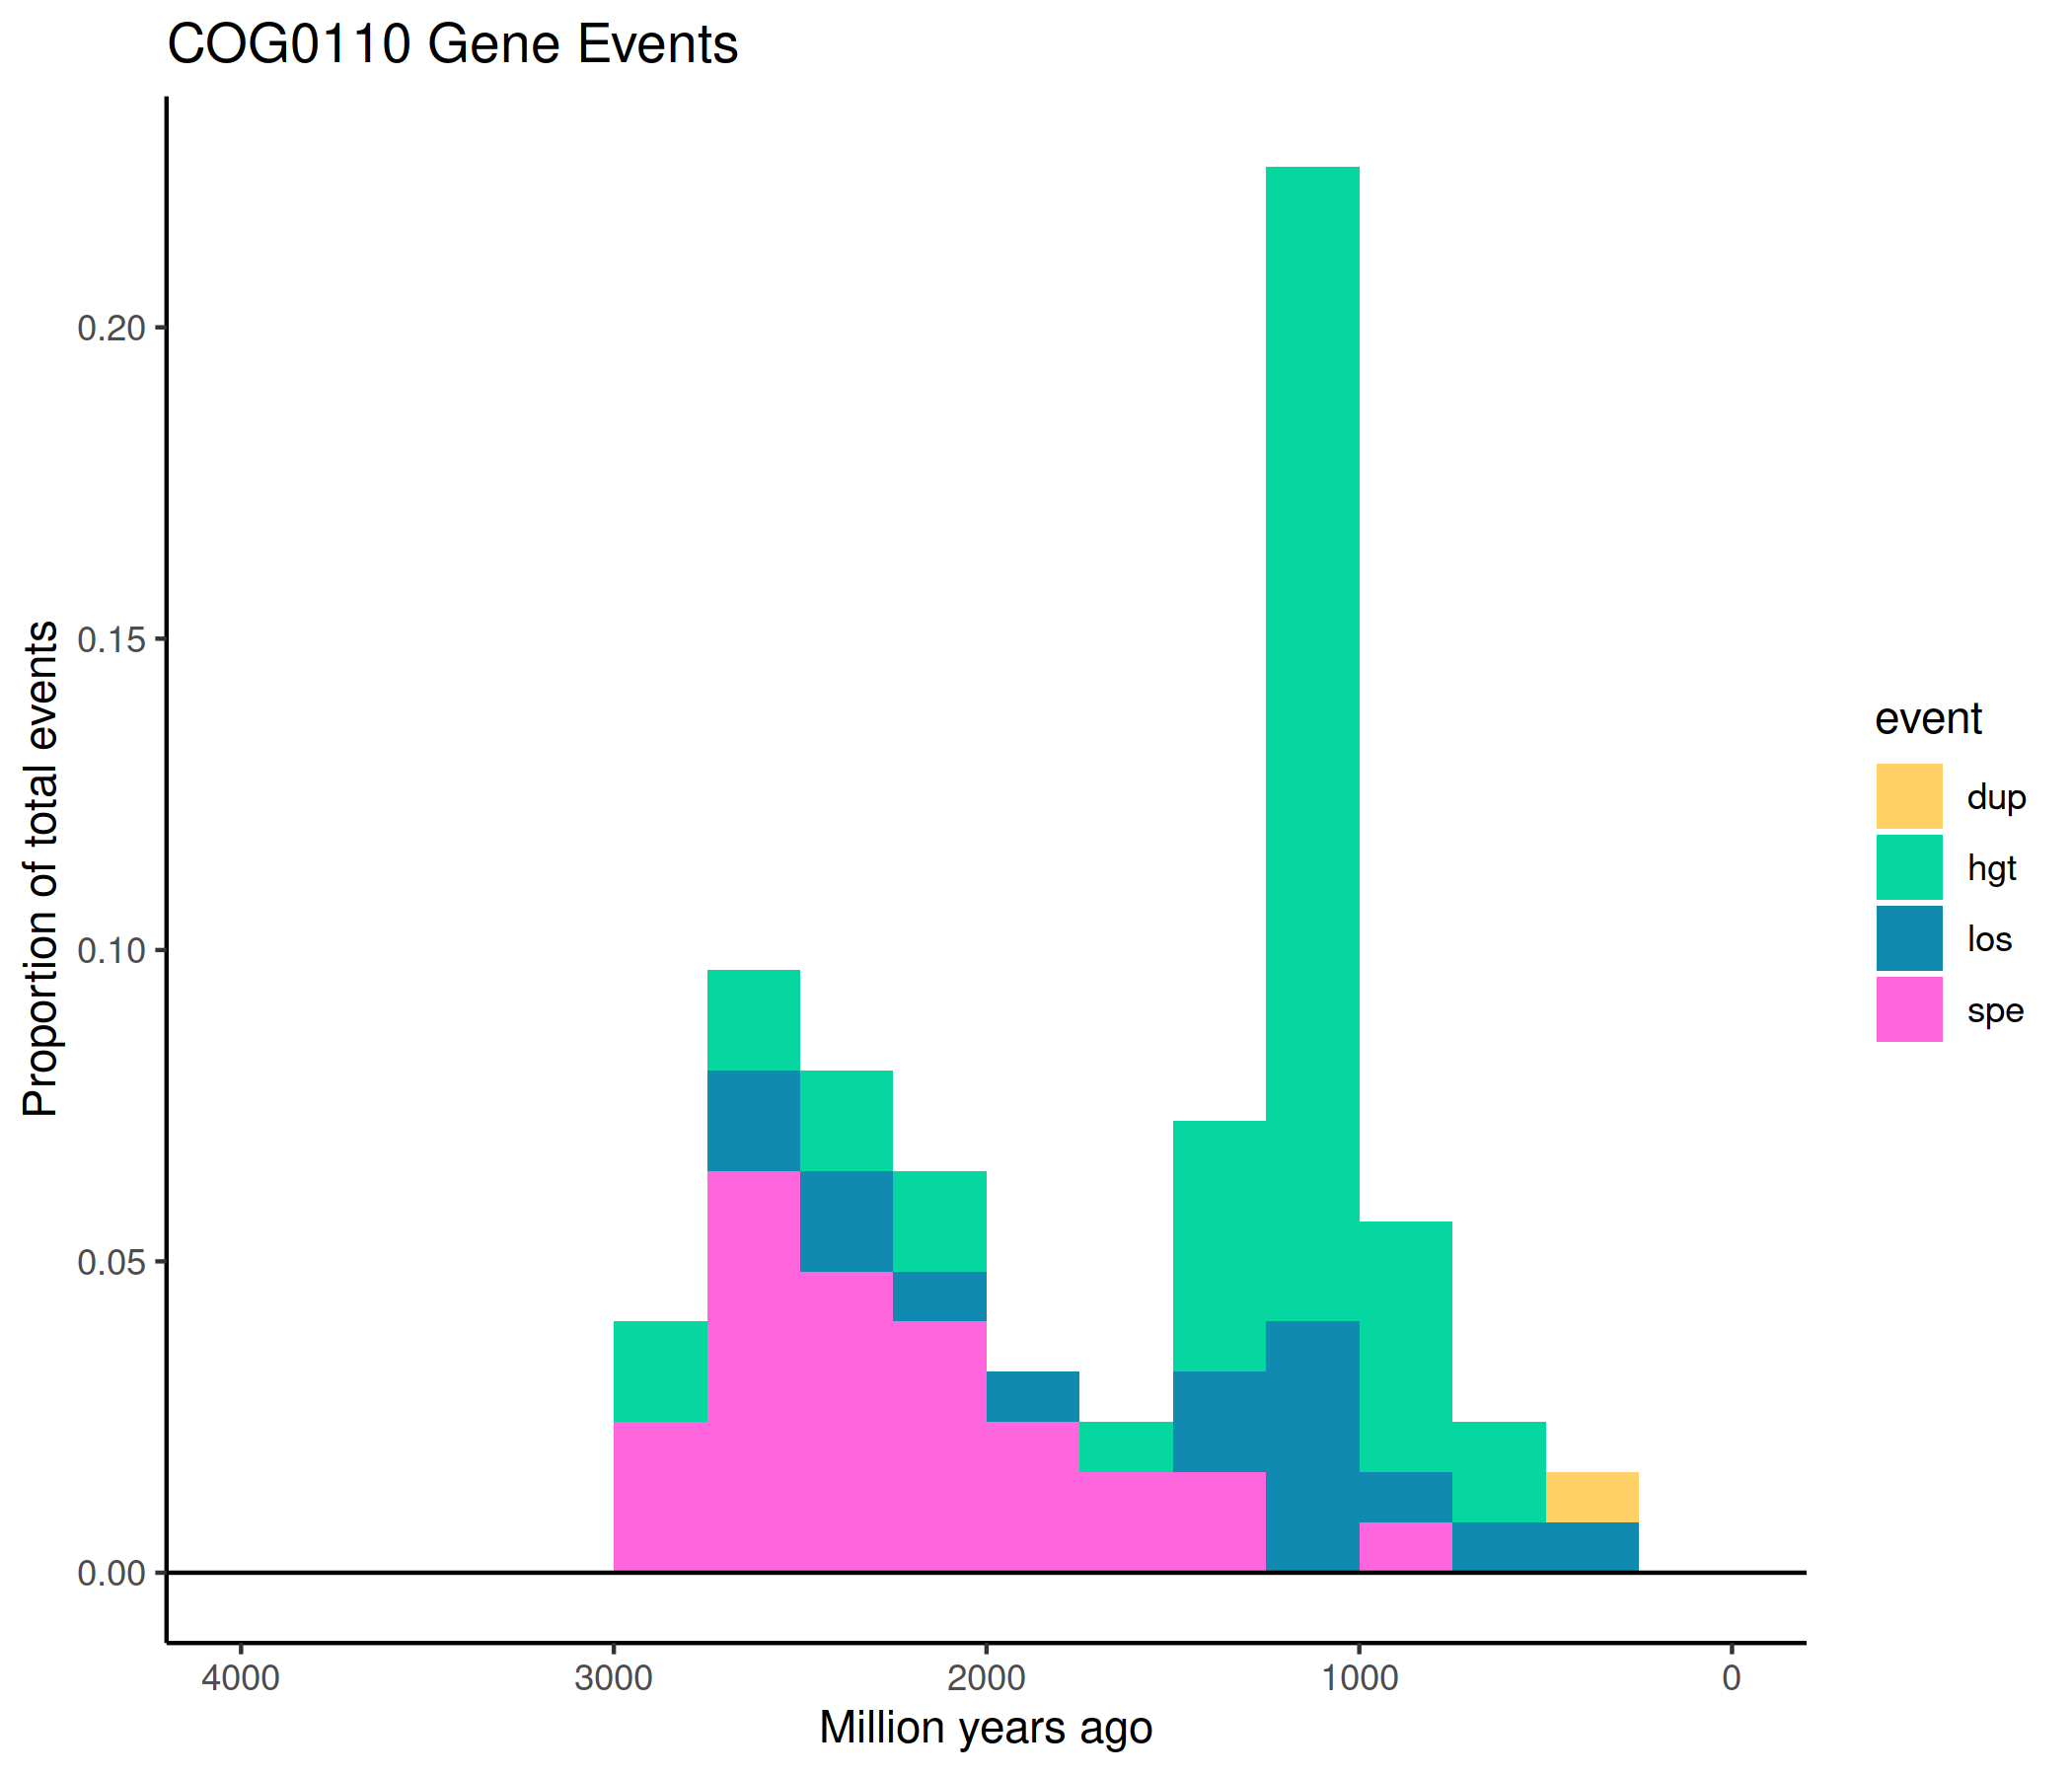 COG0110 Gene Events
Proportion of total events
0.20
0.15
0.10
0.05
0.00
4000 3000 2000 1000 0
Million years ago
event
dup
hgt
los
spe